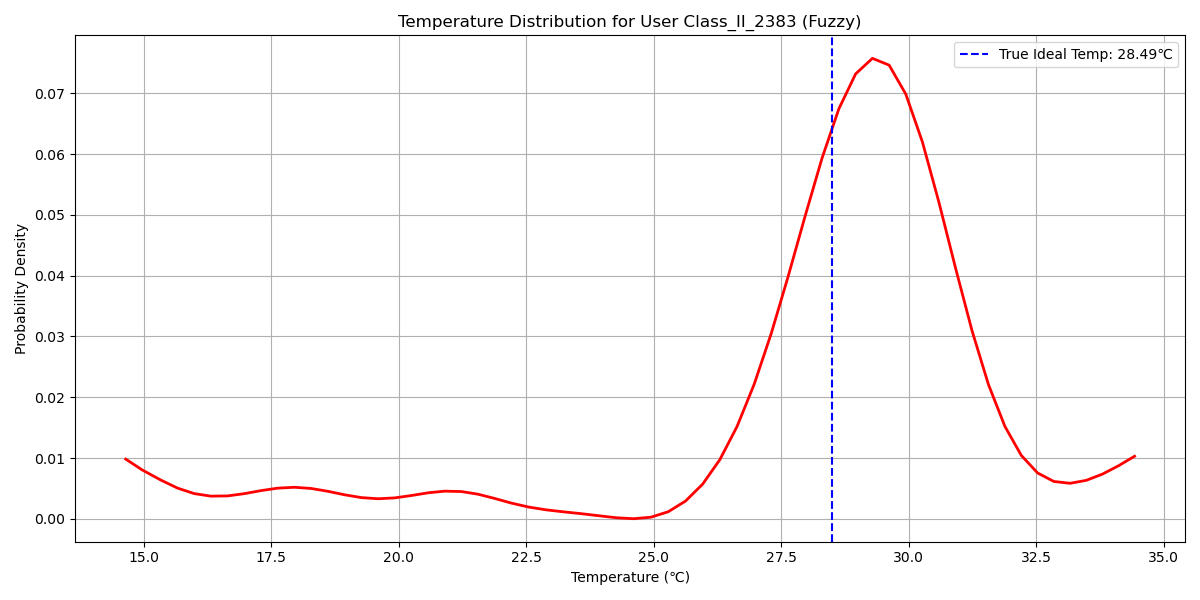 Temperature Distribution for User Class_II_2383 (Fuzzy)
True Ideal Temp: 28.49℃
Probability Density
0.07
0.06
0.05
0.04
0.03
0.02
0.01
0.00
15.0 17.5 20.0 22.5 25.0 27.5 30.0 32.5 35.0
Temperature (℃)